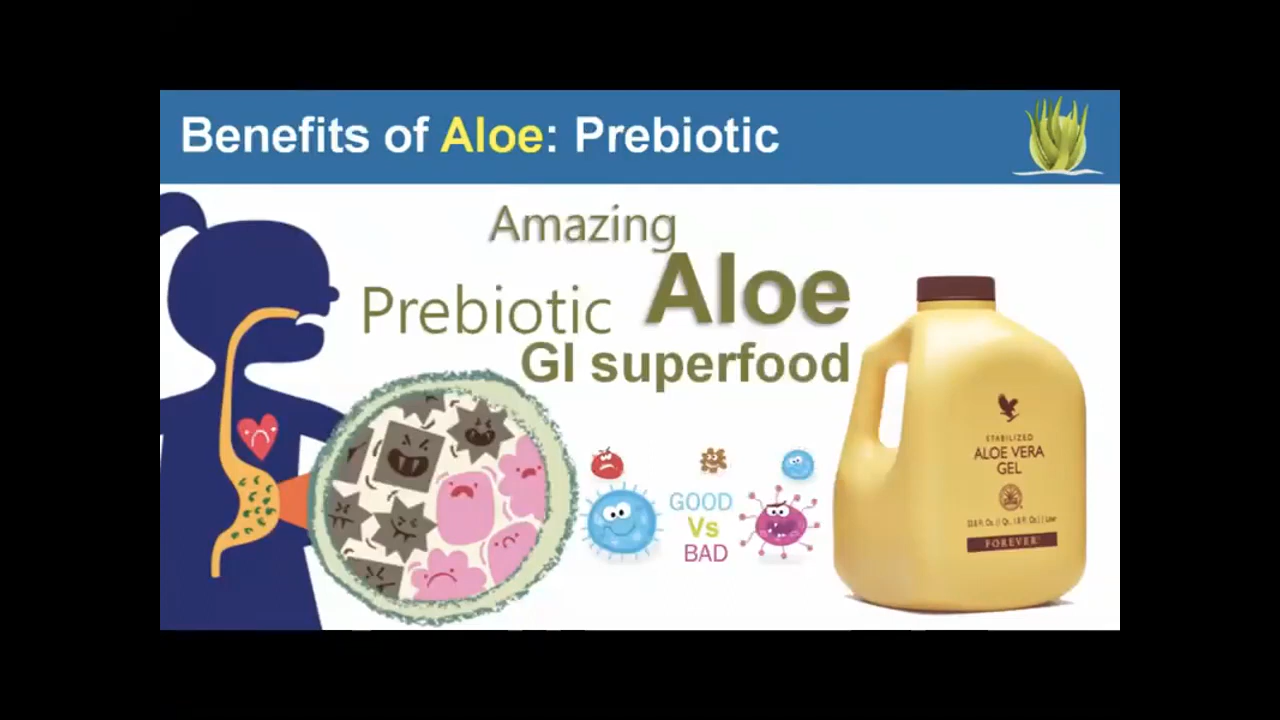 Benefits of Aloe: Prebiotic
Amazing
Aloe
Prebiotic
GI superfood
GOOD
Vs
BAD
STABILIZED
ALOE VERA
GEL
FOREVER